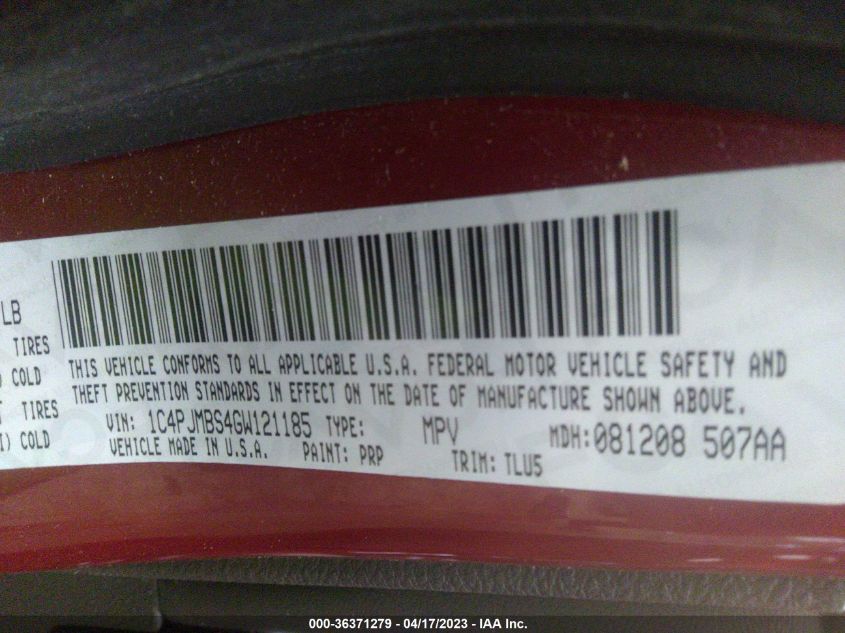 LB
TIRES
COLD
TIRES
) COLD
THIS VEHICLE CONFORMS TO ALL APPLICABLE U.S.A. FEDERAL MOTOR VEHICLE SAFETY AND
THEFT PREVENTION STANDARDS IN EFFECT ON THE DATE OF MANUFACTURE SHOWN ABOVE.
VIN: 1C4PJMBS4GW121185 TYPE: MPV MDH:081208 507AA
VEHICLE MADE IN U.S.A. PAINT: PRP TRIM: TLU5
000-36371279 - 04/17/2023 - IAA Inc.